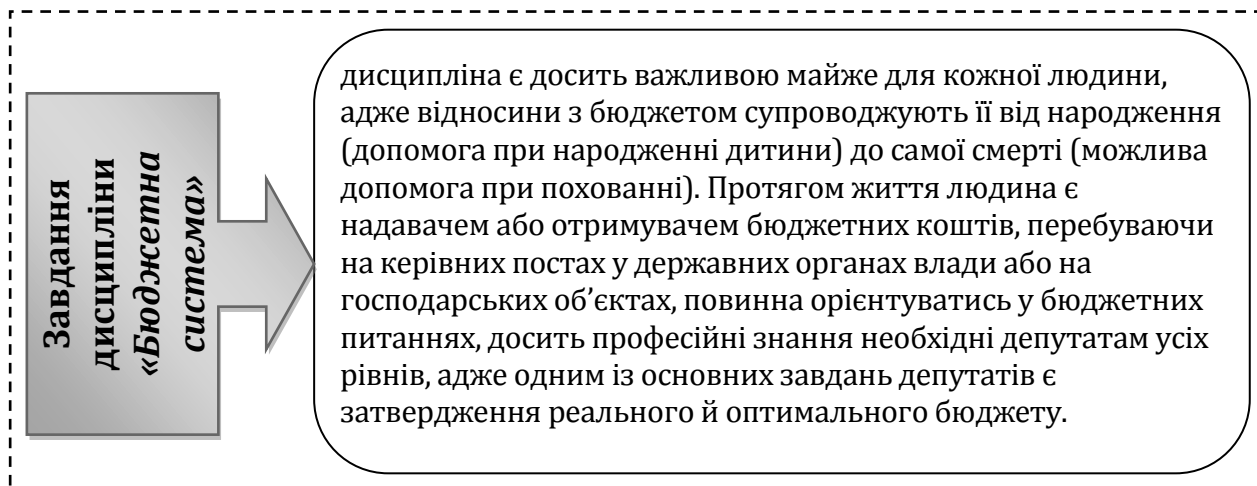 Завдання
дисципліни
«Бюджетна
система»
дисципліна є досить важливою майже для кожної людини,
адже відносини з бюджетом супроводжують її від народження
(допомога при народженні дитини) до самої смерті (можлива
допомога при похованні). Протягом життя людина є
надавачем або отримувачем бюджетних коштів, перебуваючи
на керівних постах у державних органах влади або на
господарських об’єктах, повинна орієнтуватись у бюджетних
питаннях, досить професійні знання необхідні депутатам усіх
рівнів, адже одним із основних завдань депутатів є
затвердження реального й оптимального бюджету.